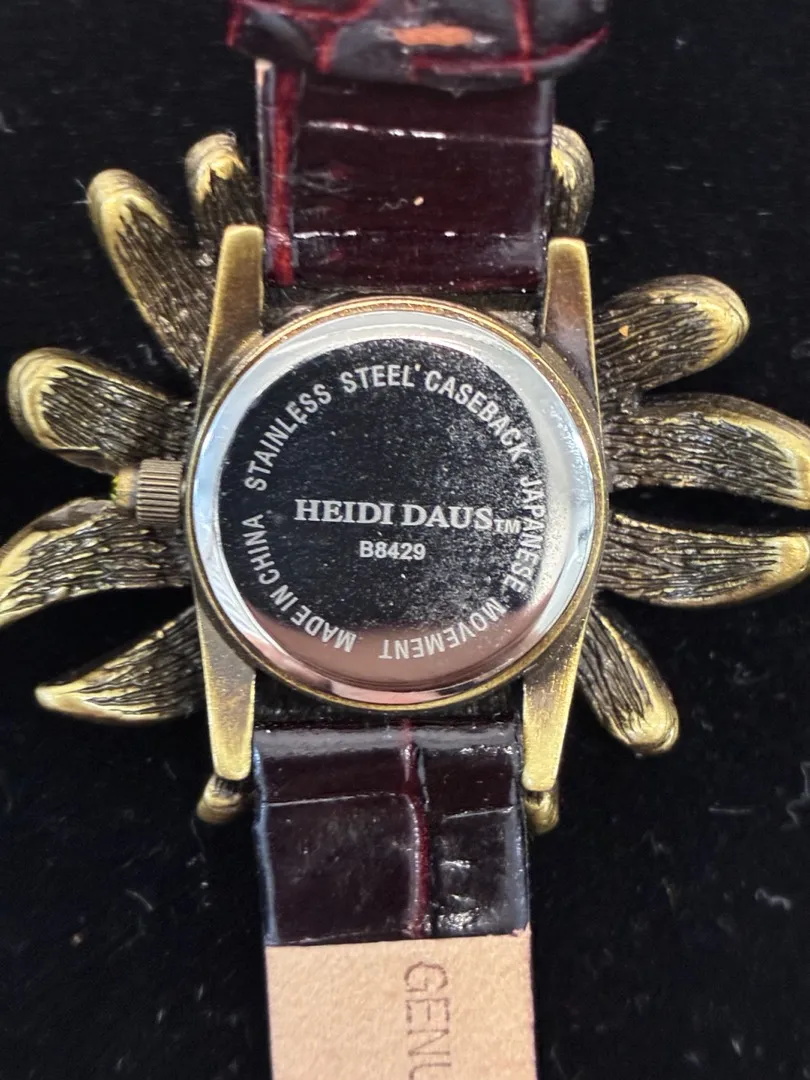 STAINLESS STEEL CASEBACK JAPANESE MOVEMENT MADE IN CHINA
HEIDI DAUS™
B8429
GENU